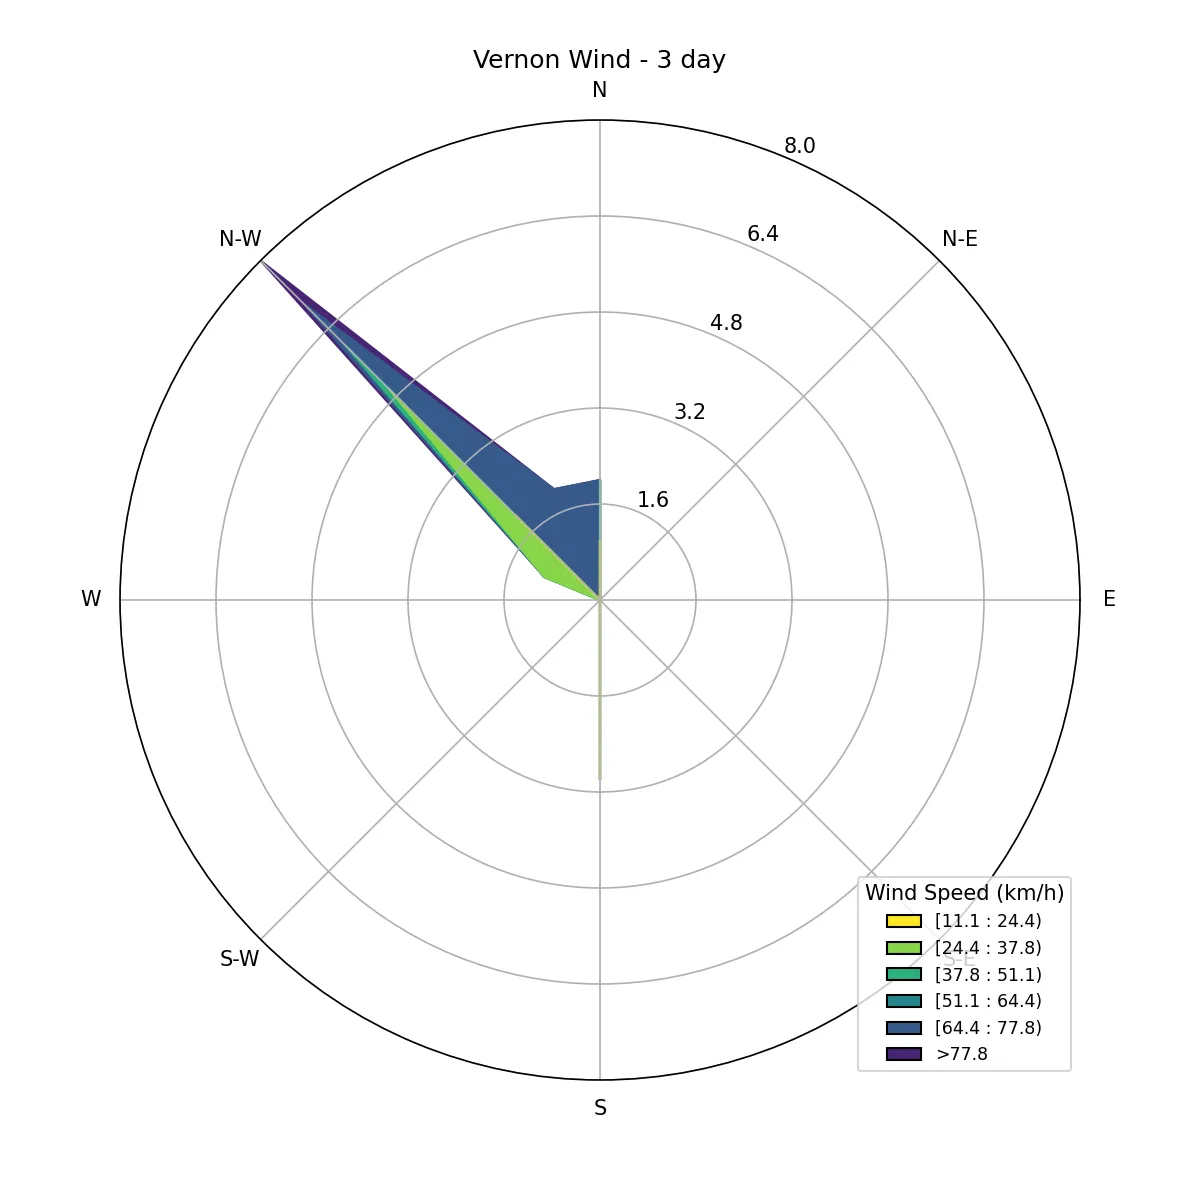 Vernon Wind - 3 day
N
8.0
N-W
6.4
N-E
4.8
3.2
1.6
W
E
Wind Speed (km/h)
[11.1 : 24.4)
[24.4 : 37.8)
S-W
S-E
[37.8 : 51.1)
[51.1 : 64.4)
[64.4 : 77.8)
>77.8
S